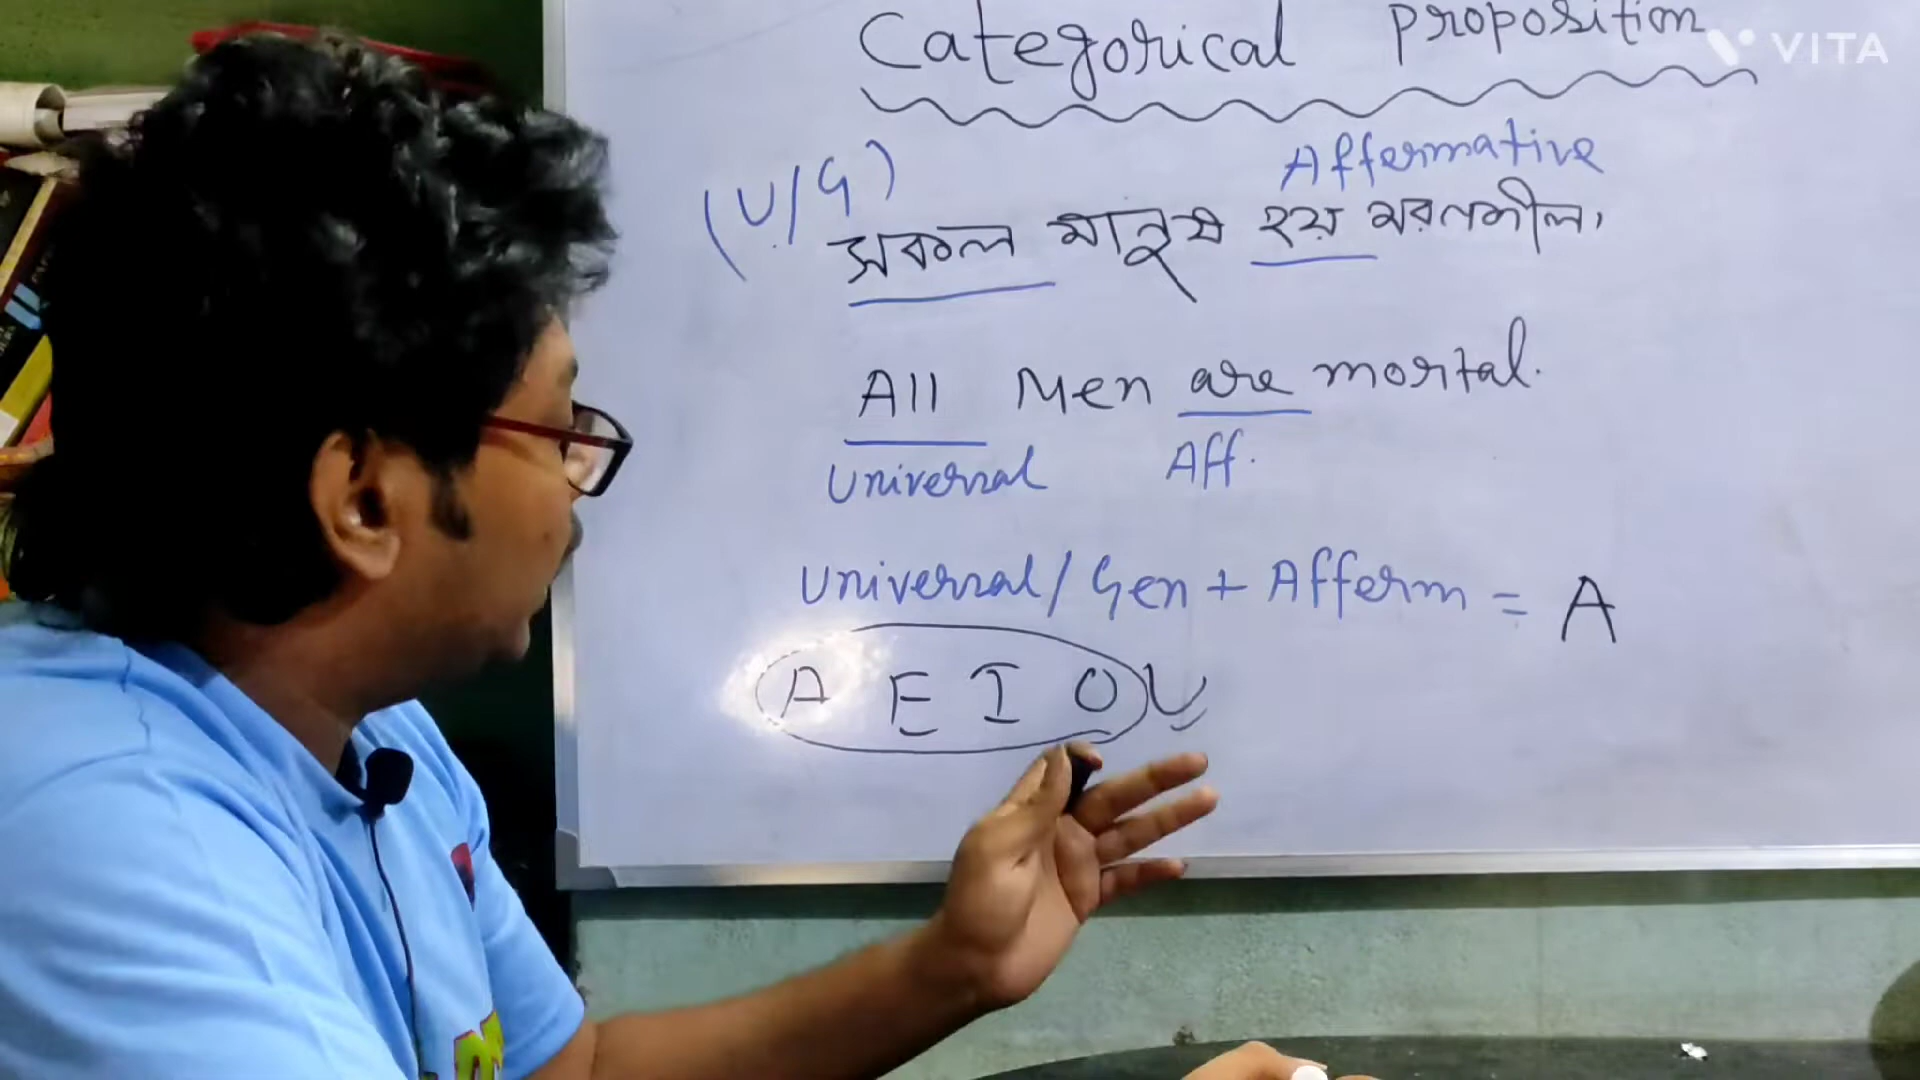 Categorical proposition
VITA
(U/G) Affermative
সকল মানুষ হয় মরণশীল।
All Men are mortal.
Universal Aff.
Universal/Gen + Afferm = A
A E I O U